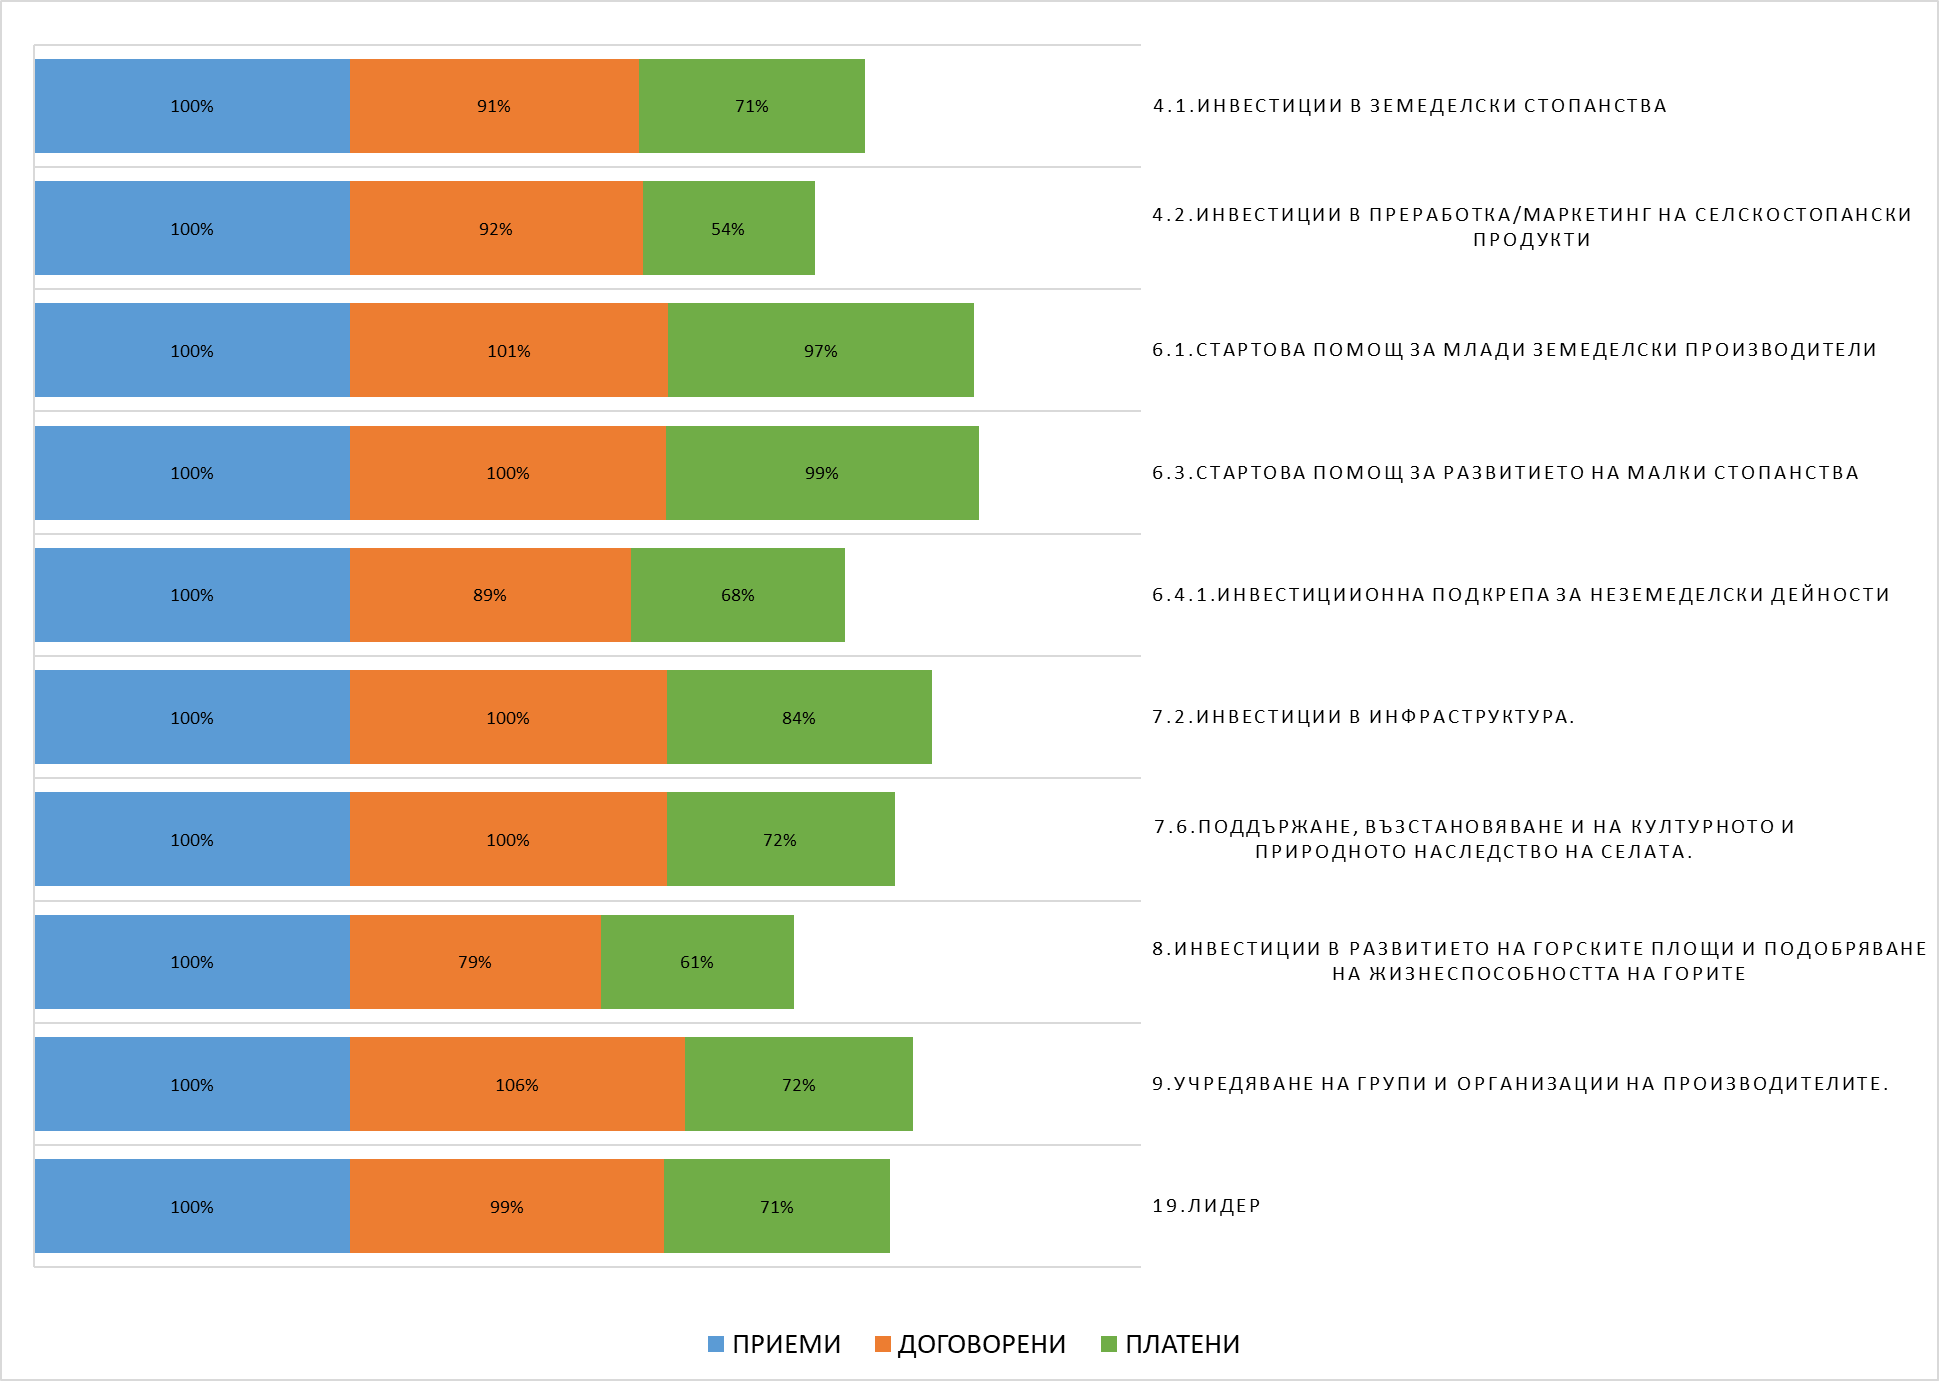 100% 91% 71% 4.1.ИНВЕСТИЦИИ В ЗЕМЕДЕЛСКИ СТОПАНСТВА
100% 92% 54% 4.2.ИНВЕСТИЦИИ В ПРЕРАБОТКА/МАРКЕТИНГ НА СЕЛСКОСТОПАНСКИ
ПРОДУКТИ
100% 101% 97% 6.1.СТАРТОВА ПОМОЩ ЗА МЛАДИ ЗЕМЕДЕЛСКИ ПРОИЗВОДИТЕЛИ
100% 100% 99% 6.3.СТАРТОВА ПОМОЩ ЗА РАЗВИТИЕТО НА МАЛКИ СТОПАНСТВА
100% 89% 68% 6.4.1.ИНВЕСТИЦИИОННА ПОДКРЕПА ЗА НЕЗЕМЕДЕЛСКИ ДЕЙНОСТИ
100% 100% 84% 7.2.ИНВЕСТИЦИИ В ИНФРАСТРУКТУРА.
100% 100% 72% 7.6.ПОДДЪРЖАНЕ, ВЪЗСТАНОВЯВАНЕ И НА КУЛТУРНОТО И
ПРИРОДНОТО НАСЛЕДСТВО НА СЕЛАТА.
100% 79% 61% 8.ИНВЕСТИЦИИ В РАЗВИТИЕТО НА ГОРСКИТЕ ПЛОЩИ И ПОДОБРЯВАНЕ
НА ЖИЗНЕСПОСОБНОСТТА НА ГОРИТЕ
100% 106% 72% 9.УЧРЕДЯВАНЕ НА ГРУПИ И ОРГАНИЗАЦИИ НА ПРОИЗВОДИТЕЛИТЕ.
100% 99% 71% 19.ЛИДЕР
ПРИЕМИ ДОГОВОРЕНИ ПЛАТЕНИ